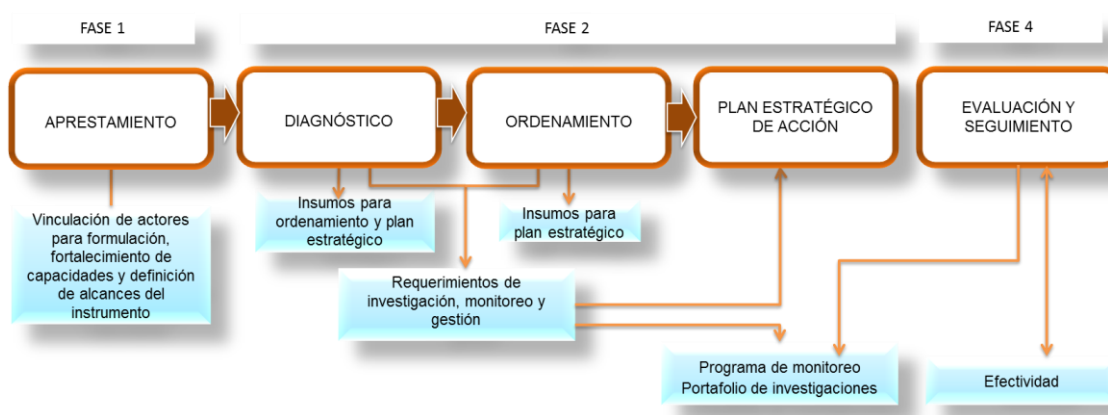 FASE 1
FASE 2
FASE 4
APRESTAMIENTO
DIAGNÓSTICO
ORDENAMIENTO
PLAN ESTRATÉGICO
DE ACCIÓN
EVALUACIÓN Y
SEGUIMIENTO
Vinculación de actores
para formulación,
fortalecimiento de
capacidades y definición
de alcances del
instrumento
Insumos para
ordenamiento y plan
estratégico
Insumos para
plan estratégico
Requerimientos de
investigación, monitoreo y
gestión
Programa de monitoreo
Portafolio de investigaciones
Efectividad